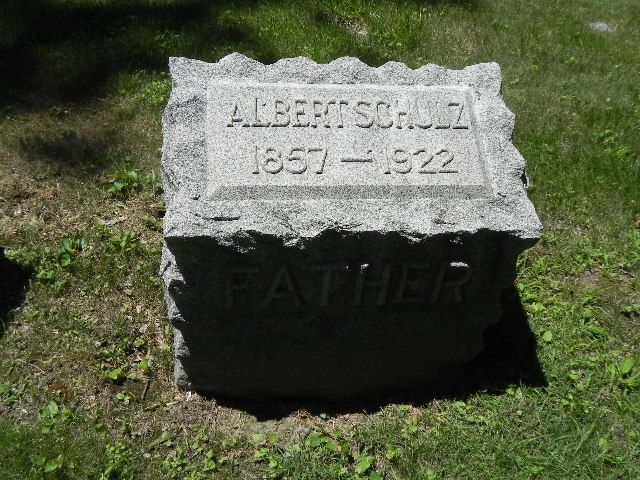 ALBERT SCHULZ
1857 — 1922
FATHER